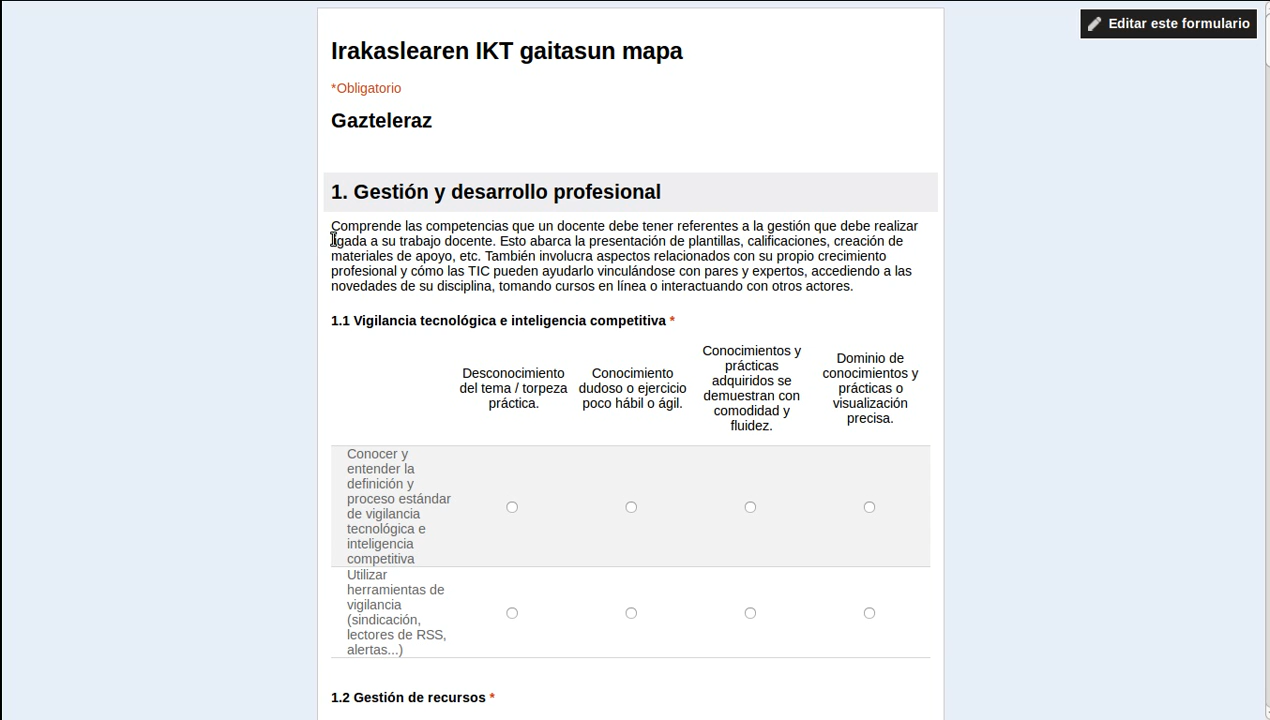 Editar este formulario
Irakaslearen IKT gaitasun mapa
*Obligatorio
Gazteleraz
1. Gestión y desarrollo profesional
Comprende las competencias que un docente debe tener referentes a la gestión que debe realizar
ligada a su trabajo docente. Esto abarca la presentación de plantillas, calificaciones, creación de
materiales de apoyo, etc. También involucra aspectos relacionados con su propio crecimiento
profesional y cómo las TIC pueden ayudarlo vinculándose con pares y expertos, accediendo a las
novedades de su disciplina, tomando cursos en línea o interactuando con otros actores.
1.1 Vigilancia tecnológica e inteligencia competitiva *
Desconocimiento
del tema / torpeza
práctica.
Conocimiento
dudoso o ejercicio
poco hábil o ágil.
Conocimientos y
prácticas
adquiridos se
demuestran con
comodidad y
fluidez.
Dominio de
conocimientos y
prácticas o
visualización
precisa.
Conocer y
entender la
definición y
proceso estándar
de vigilancia
tecnológica e
inteligencia
competitiva
Utilizar
herramientas de
vigilancia
(sindicación,
lectores de RSS,
alertas...)
1.2 Gestión de recursos *